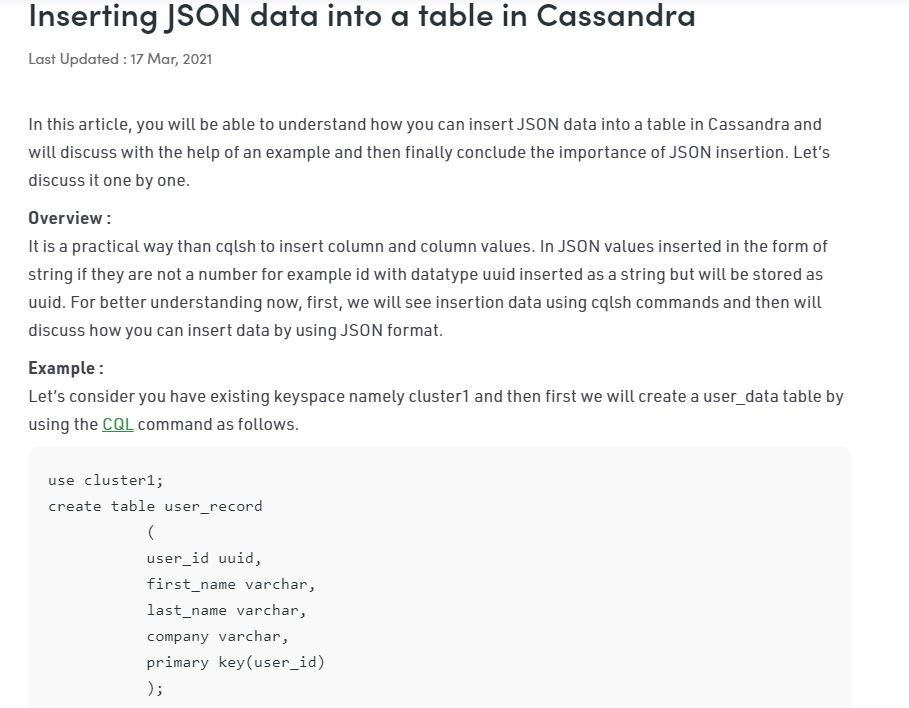 Inserting JSON data into a table in Cassandra
Last Updated : 17 Mar, 2021
In this article, you will be able to understand how you can insert JSON data into a table in Cassandra and
will discuss with the help of an example and then finally conclude the importance of JSON insertion. Let’s
discuss it one by one.
Overview :
It is a practical way than cqlsh to insert column and column values. In JSON values inserted in the form of
string if they are not a number for example id with datatype uuid inserted as a string but will be stored as
uuid. For better understanding now, first, we will see insertion data using cqlsh commands and then will
discuss how you can insert data by using JSON format.
Example :
Let’s consider you have existing keyspace namely cluster1 and then first we will create a user_data table by
using the CQL command as follows.
use cluster1;
create table user_record
(
user_id uuid,
first_name varchar,
last_name varchar,
company varchar,
primary key(user_id)
);